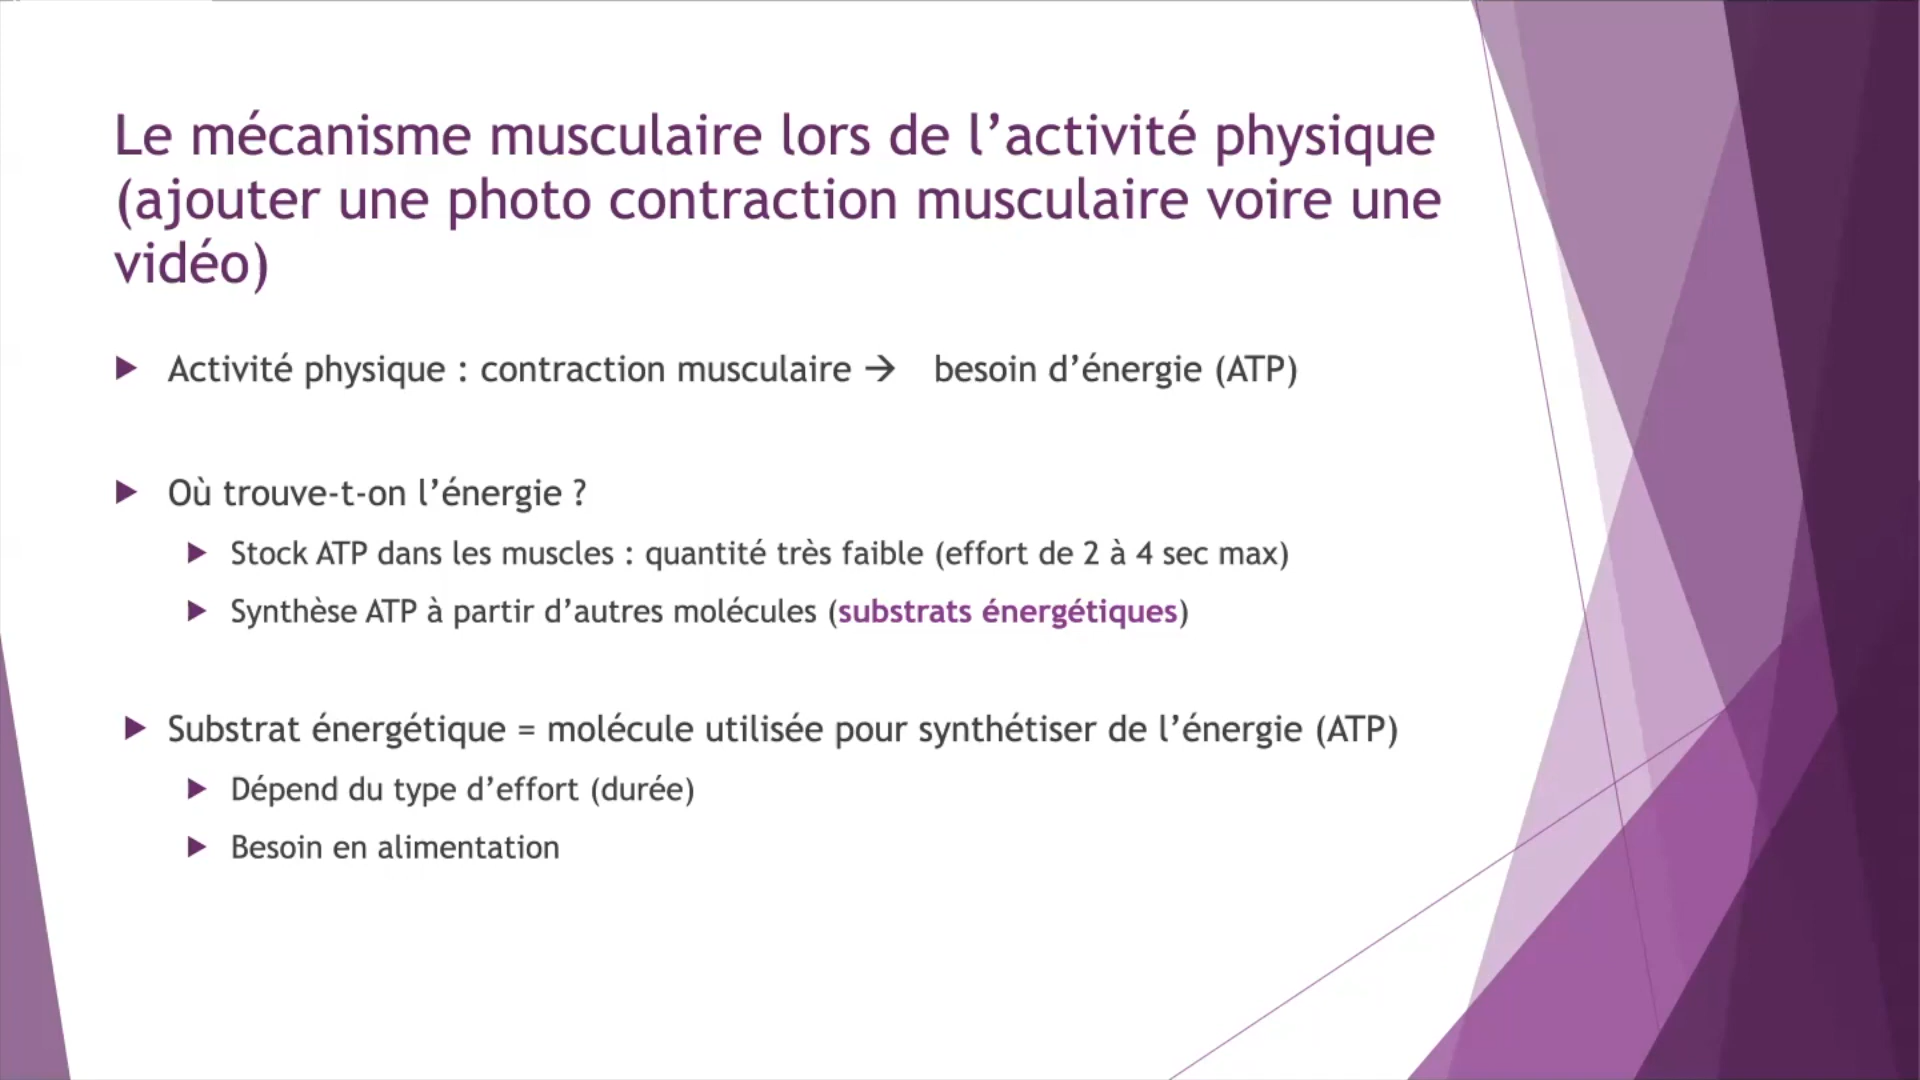 Le mécanisme musculaire lors de l’activité physique
(ajouter une photo contraction musculaire voire une
vidéo)
Activité physique : contraction musculaire → besoin d’énergie (ATP)
Où trouve-t-on l’énergie ?
Stock ATP dans les muscles : quantité très faible (effort de 2 à 4 sec max)
Synthèse ATP à partir d’autres molécules (substrats énergétiques)
Substrat énergétique = molécule utilisée pour synthétiser de l’énergie (ATP)
Dépend du type d’effort (durée)
Besoin en alimentation